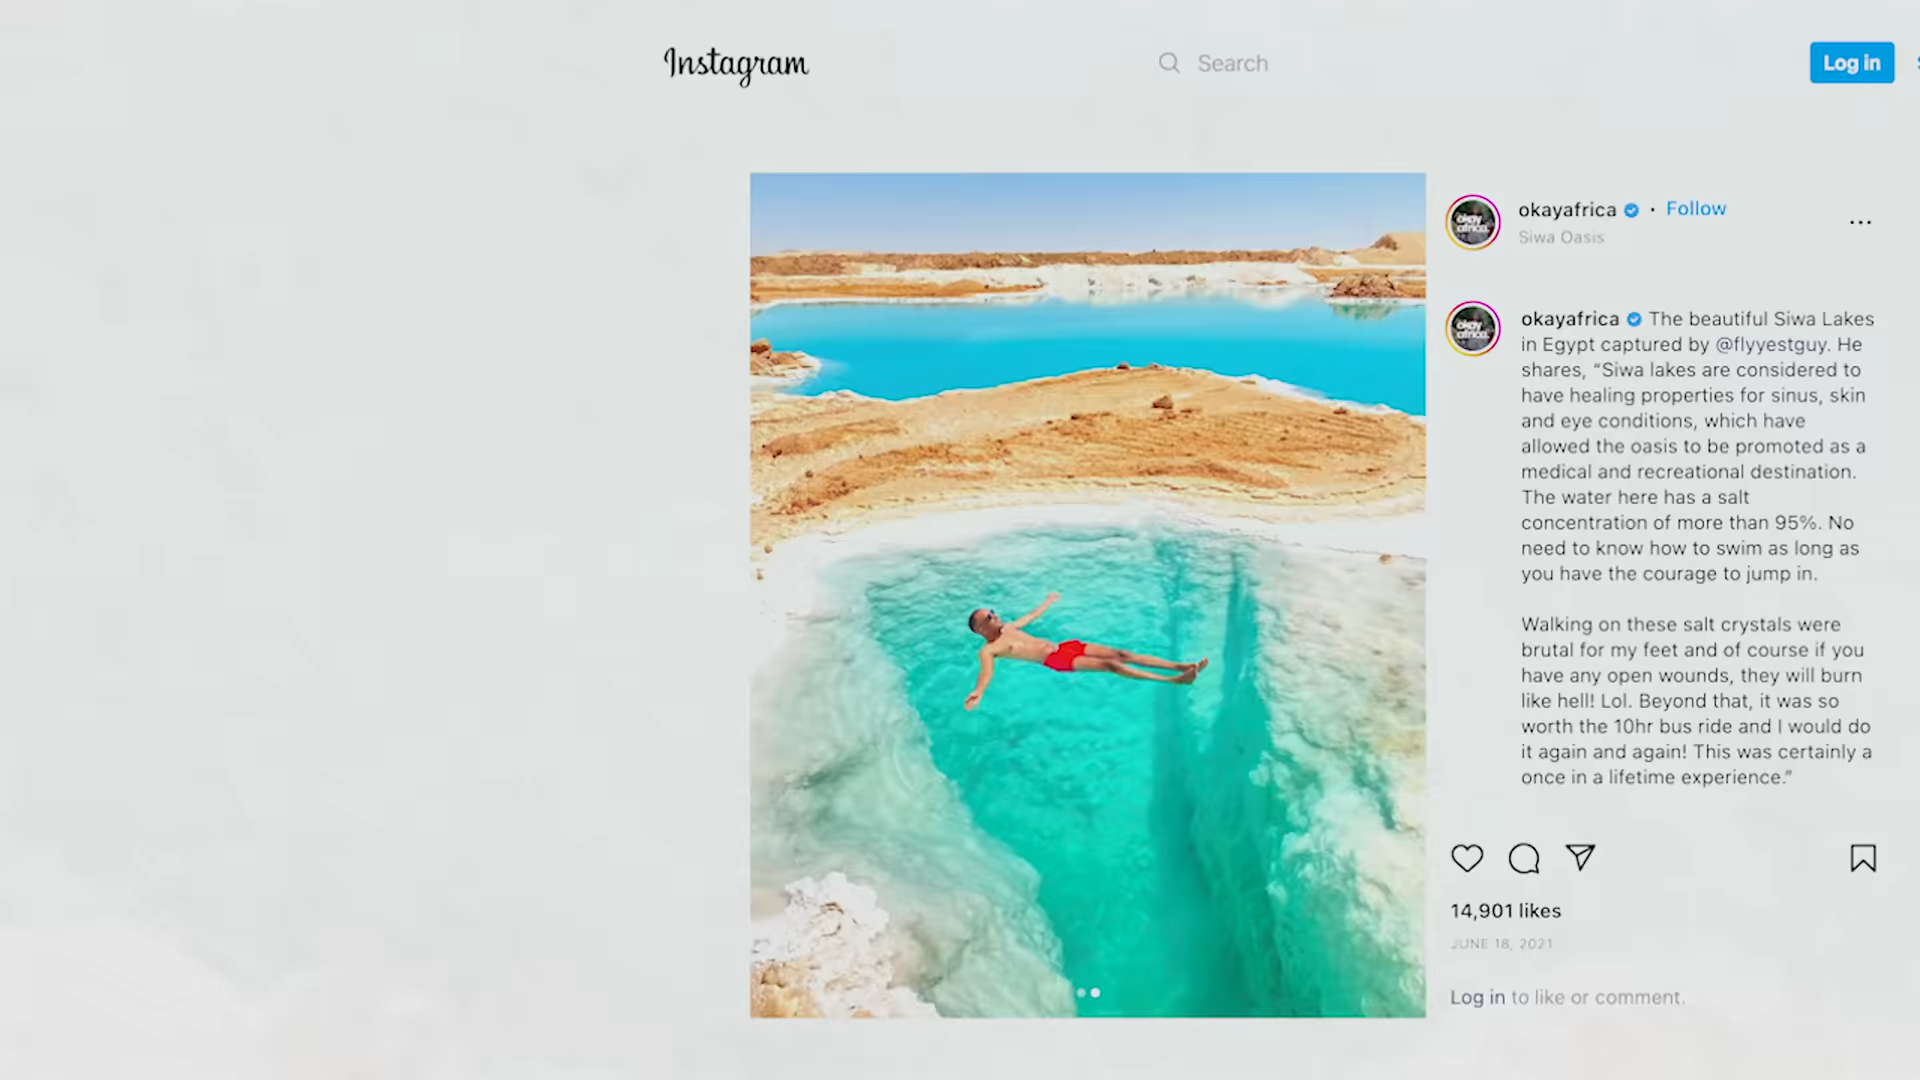 Instagram
Search
Log in
okayafrica · Follow
Siwa Oasis
okayafrica The beautiful Siwa Lakes
in Egypt captured by @flyyestguy. He
shares, “Siwa lakes are considered to
have healing properties for sinus, skin
and eye conditions, which have
allowed the oasis to be promoted as a
medical and recreational destination.
The water here has a salt
concentration of more than 95%. No
need to know how to swim as long as
you have the courage to jump in.
Walking on these salt crystals were
brutal for my feet and of course if you
have any open wounds, they will burn
like hell! Lol. Beyond that, it was so
worth the 10hr bus ride and I would do
it again and again! This was certainly a
once in a lifetime experience.”
14,901 likes
JUNE 18, 2021
Log in to like or comment.